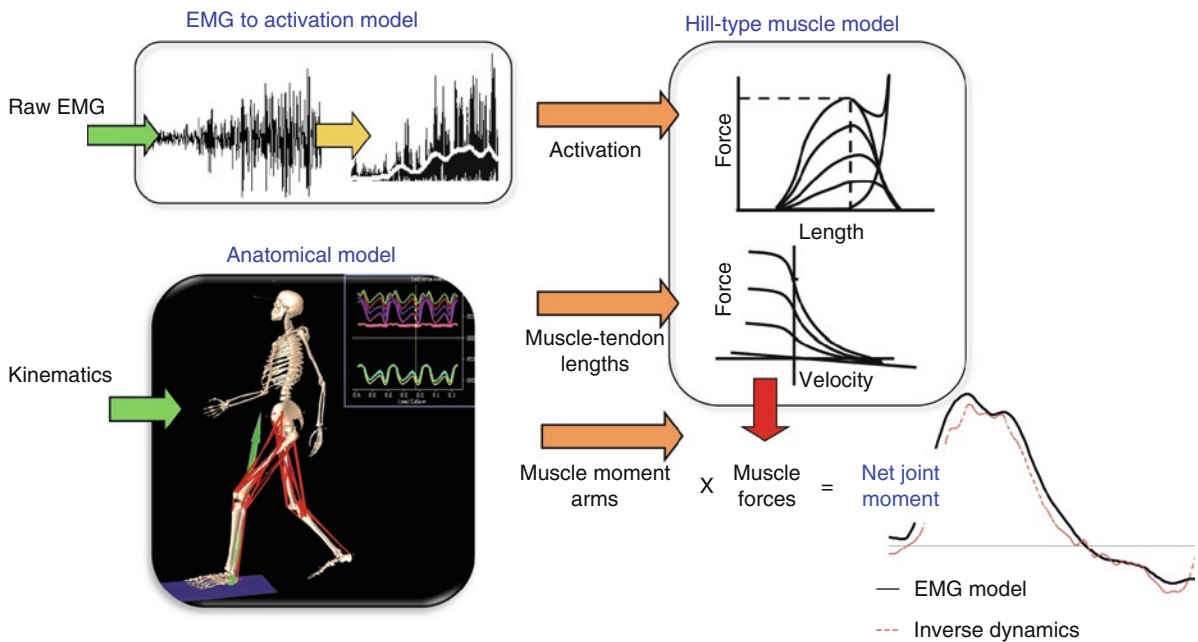 EMG to activation model
Hill-type muscle model
Raw EMG
Activation
Force
Length
Anatomical model
Force
Muscle-tendon
lengths
Velocity
Kinematics
Muscle moment
arms
X
Muscle
forces
=
Net joint
moment
EMG model
Inverse dynamics